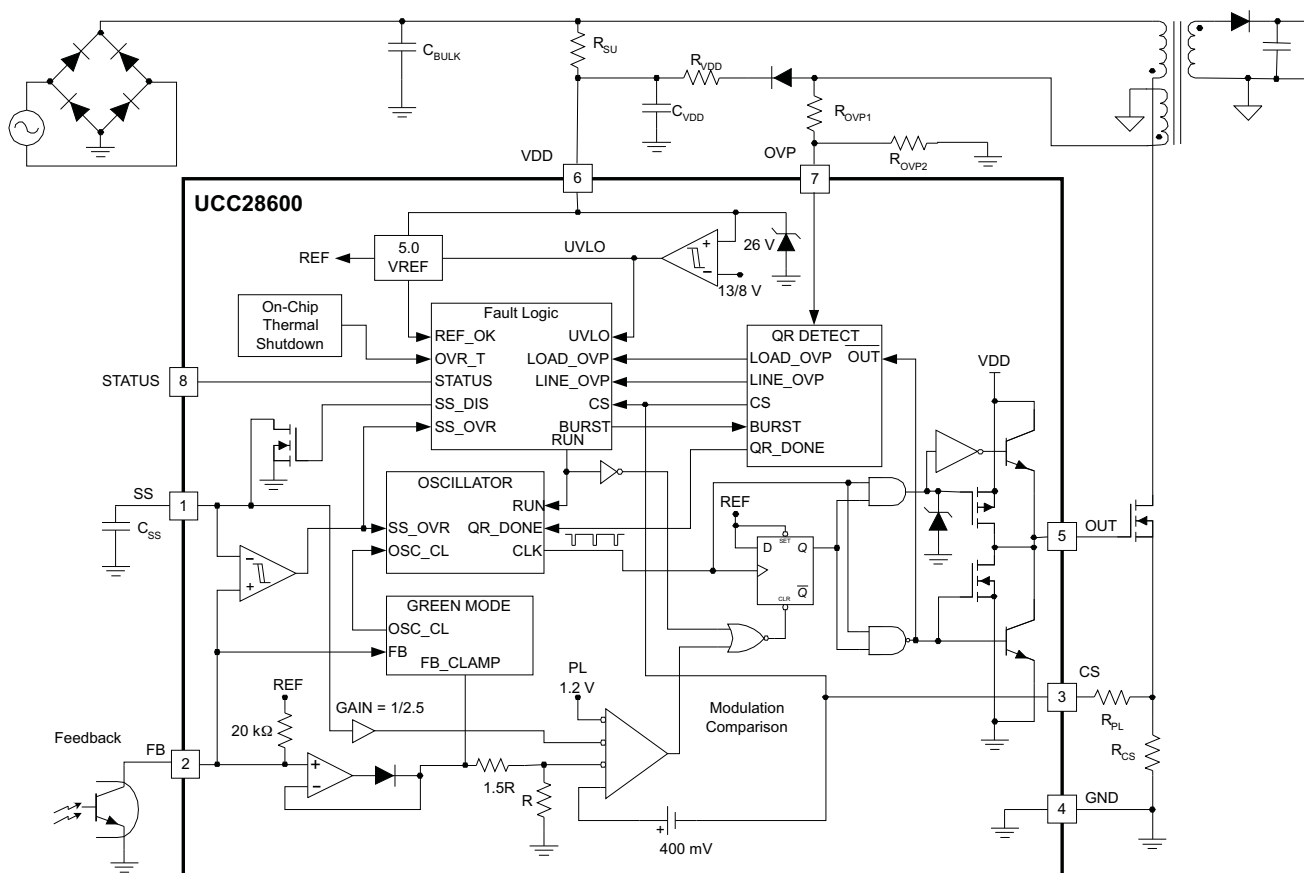 C_BULK
R_SU
R_VDD
C_VDD
R_OVP1
R_OVP2
VDD
OVP
6
7
UCC28600
REF
5.0
VREF
UVLO
26 V
13/8 V
On-Chip
Thermal
Shutdown
Fault Logic
REF_OK
UVLO
OVR_T
LOAD_OVP
STATUS
LINE_OVP
SS_DIS
CS
SS_OVR
BURST
RUN
QR DETECT
LOAD_OVP
OUT
LINE_OVP
CS
BURST
QR_DONE
VDD
STATUS
8
SS
1
C_SS
OSCILLATOR
RUN
SS_OVR
QR_DONE
OSC_CL
CLK
REF
SET
D
Q
Q
CLR
5
OUT
GREEN MODE
OSC_CL
FB
FB_CLAMP
REF
20 kΩ
GAIN = 1/2.5
PL
1.2 V
Modulation
Comparison
CS
3
R_PL
R_CS
Feedback
FB
2
+
−
1.5R
R
+
400 mV
4
GND